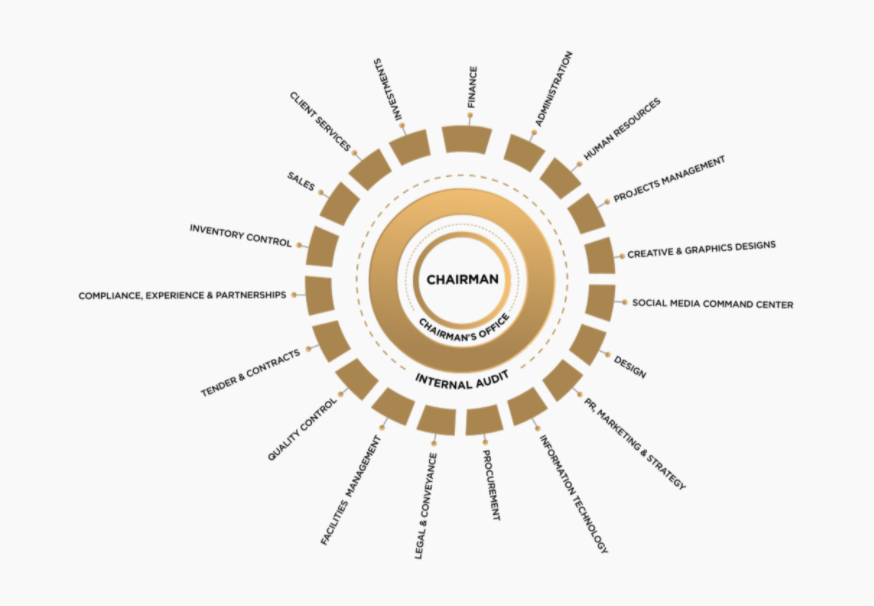 CHAIRMAN
CHAIRMAN'S OFFICE
INTERNAL AUDIT
FINANCE
ADMINISTRATION
HUMAN RESOURCES
PROJECTS MANAGEMENT
CREATIVE & GRAPHICS DESIGNS
SOCIAL MEDIA COMMAND CENTER
DESIGN
PR, MARKETING & STRATEGY
INFORMATION TECHNOLOGY
PROCUREMENT
LEGAL & CONVEYANCE
FACILITIES MANAGEMENT
QUALITY CONTROL
TENDER & CONTRACTS
COMPLIANCE, EXPERIENCE & PARTNERSHIPS
INVENTORY CONTROL
SALES
CLIENT SERVICES
INVESTMENTS